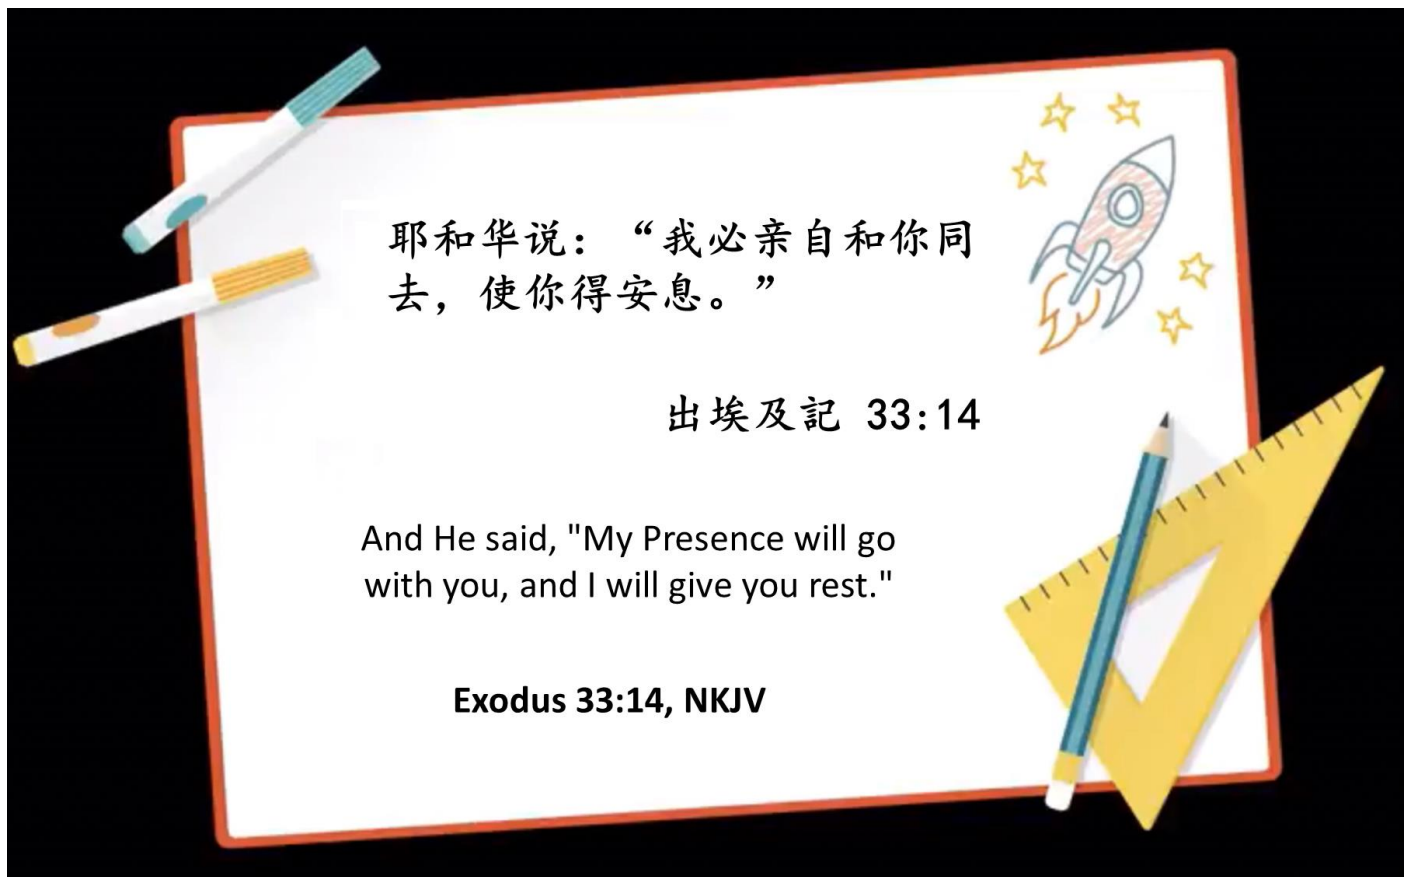 耶和华说：“我必亲自和你同
去，使你得安息。”
出埃及記 33:14
And He said, "My Presence will go
with you, and I will give you rest."
Exodus 33:14, NKJV